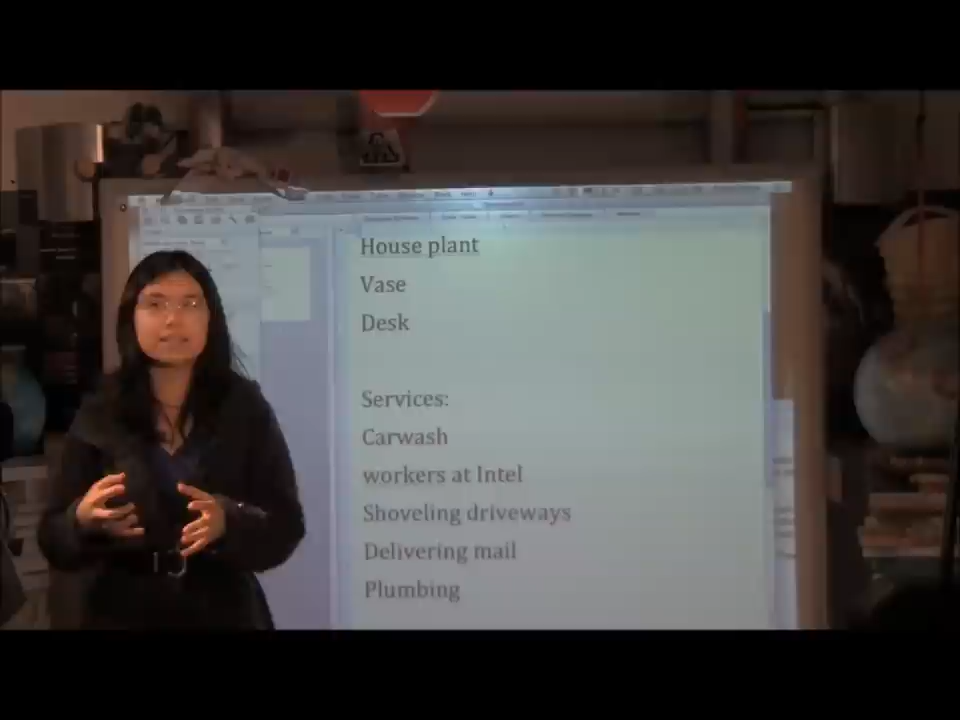 House plant
Vase
Desk
Services:
Carwash
workers at Intel
Shoveling driveways
Delivering mail
Plumbing